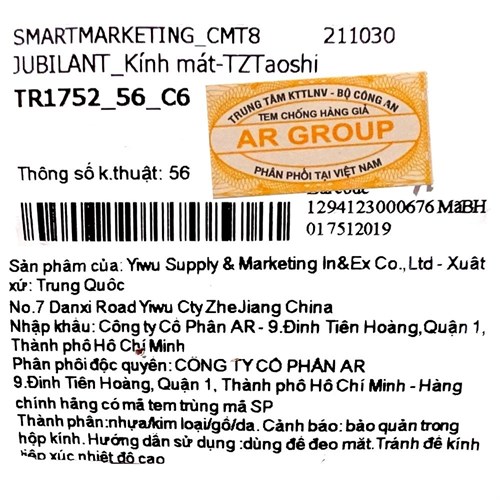 SMARTMARKETING_CMT8 211030
JUBILANT_Kính mát-TZTaoshi
TR1752_56_C6
TRUNG TÂM KTTLNV - BỘ CÔNG AN
TEM CHỐNG HÀNG GIẢ
AR GROUP
PHÂN PHỐI TẠI VIỆT NAM
Thông số k.thuật: 56
Barcode
1294123000676 MãBH
017512019
Sản phẩm của: Yiwu Supply & Marketing In&Ex Co.,Ltd - Xuất
xứ: Trung Quốc
No.7 Danxi Road Yiwu Cty ZheJiang China
Nhập khẩu: Công ty Cổ Phần AR - 9.Đinh Tiên Hoàng,Quận 1,
Thành phố Hồ Chí Minh
Phân phối độc quyền: CÔNG TY CỔ PHẦN AR
9.Đinh Tiên Hoàng, Quận 1, Thành phố Hồ Chí Minh - Hàng
chính hãng có mã tem trùng mã SP
Thành phần:nhựa/kim loại/gỗ/da. Cảnh báo: bảo quản trong
hộp kính. Hướng dẫn sử dụng :dùng để đeo mắt.Tránh để kính
tiếp xúc nhiệt độ cao